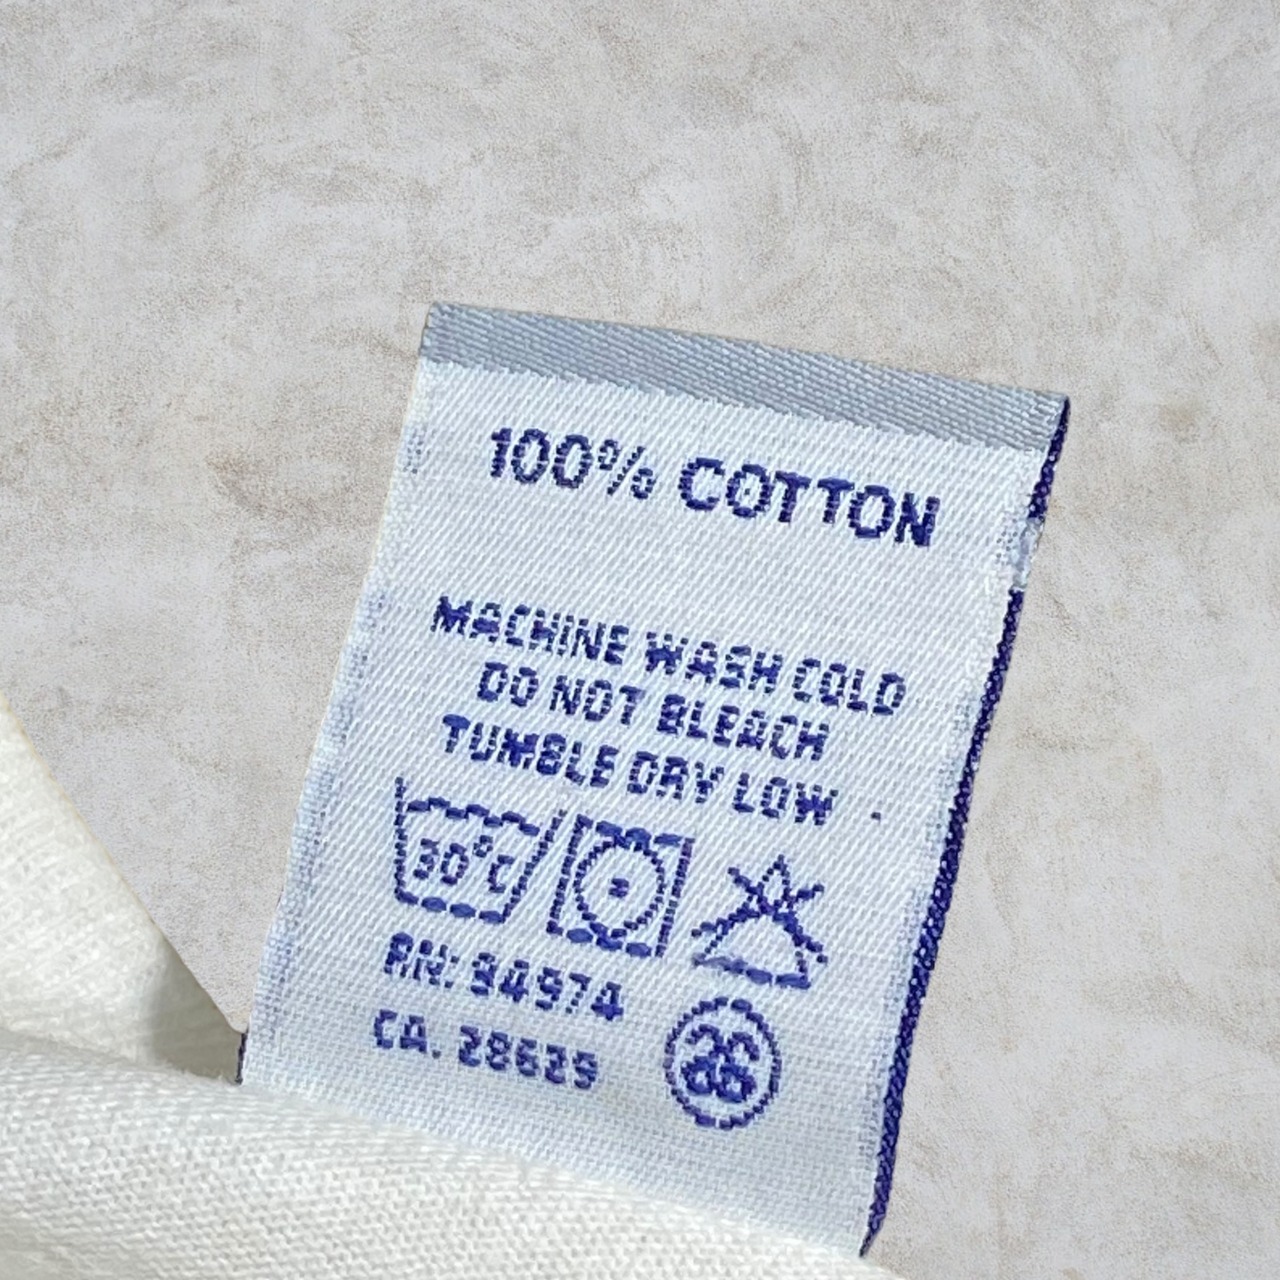 100% COTTON
MACHINE WASH COLD
DO NOT BLEACH
TUMBLE DRY LOW
30°C
RN: 94974
CA. 28629